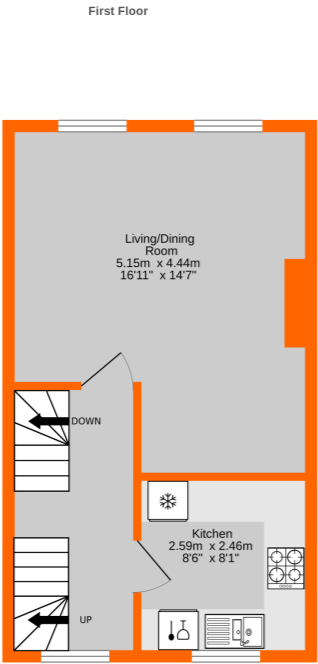 First Floor
Living/Dining
Room
5.15m x 4.44m
16'11" x 14'7"
DOWN
Kitchen
2.59m x 2.46m
8'6" x 8'1"
UP